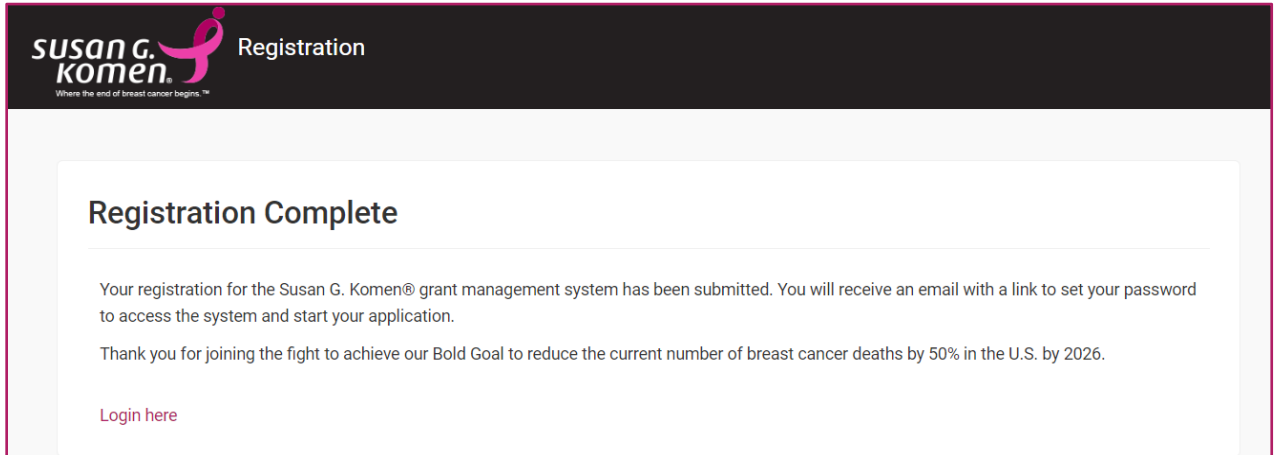 susan g.
komen®
Where the end of breast cancer begins.™
Registration
Registration Complete
Your registration for the Susan G. Komen® grant management system has been submitted. You will receive an email with a link to set your password
to access the system and start your application.
Thank you for joining the fight to achieve our Bold Goal to reduce the current number of breast cancer deaths by 50% in the U.S. by 2026.
Login here